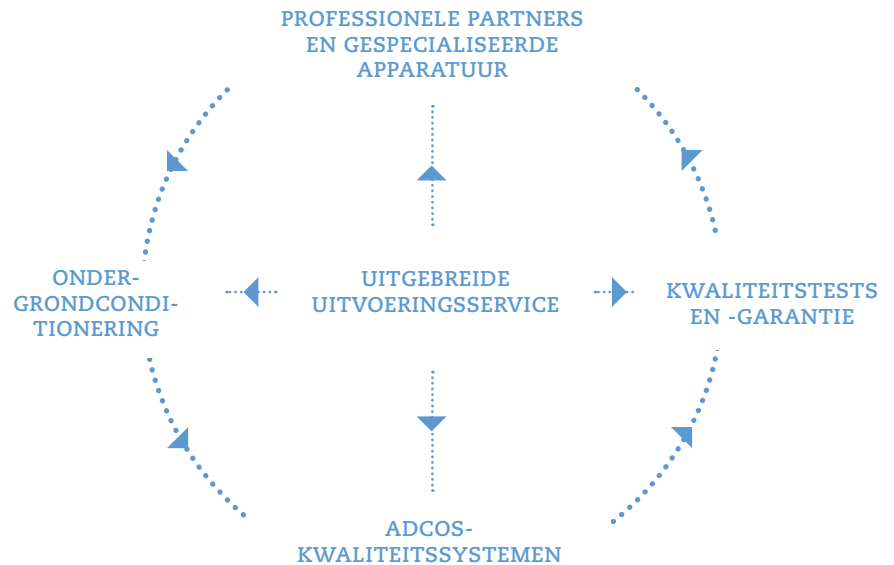 PROFESSIONELE PARTNERS
EN GESPECIALISEERDE
APPARATUUR
ONDER-
GRONDCONDI-
TIONERING
UITGEBREIDE
UITVOERINGSSERVICE
KWALITEITSTESTS
EN -GARANTIE
ADCOS-
KWALITEITSSYSTEMEN